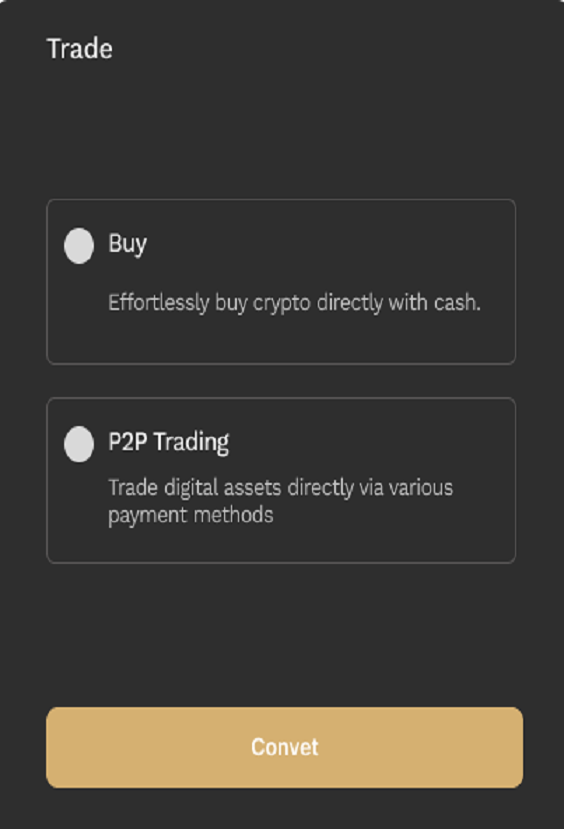 Trade
Buy
Effortlessly buy crypto directly with cash.
P2P Trading
Trade digital assets directly via various
payment methods
Convet